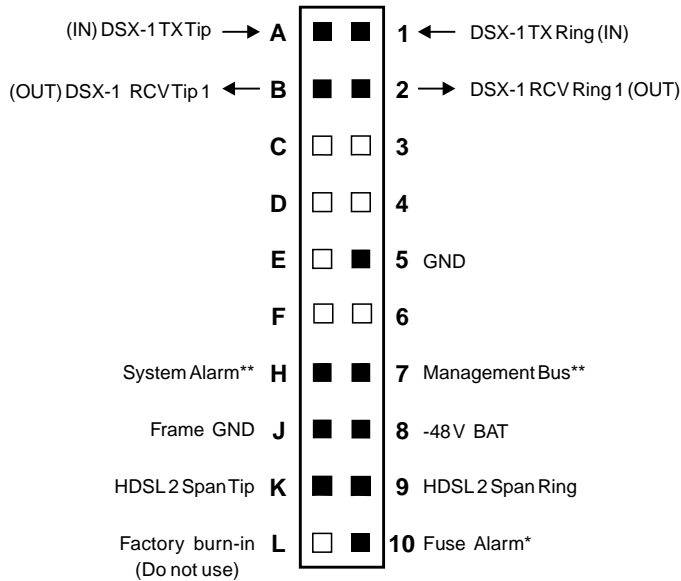 (IN) DSX-1 TX Tip → A 1 ← DSX-1 TX Ring (IN)
(OUT) DSX-1 RCV Tip 1 ← B 2 → DSX-1 RCV Ring 1 (OUT)
C 3
D 4
E 5 GND
F 6
System Alarm** H 7 Management Bus**
Frame GND J 8 -48V BAT
HDSL2 Span Tip K 9 HDSL2 Span Ring
Factory burn-in L 10 Fuse Alarm*
(Do not use)